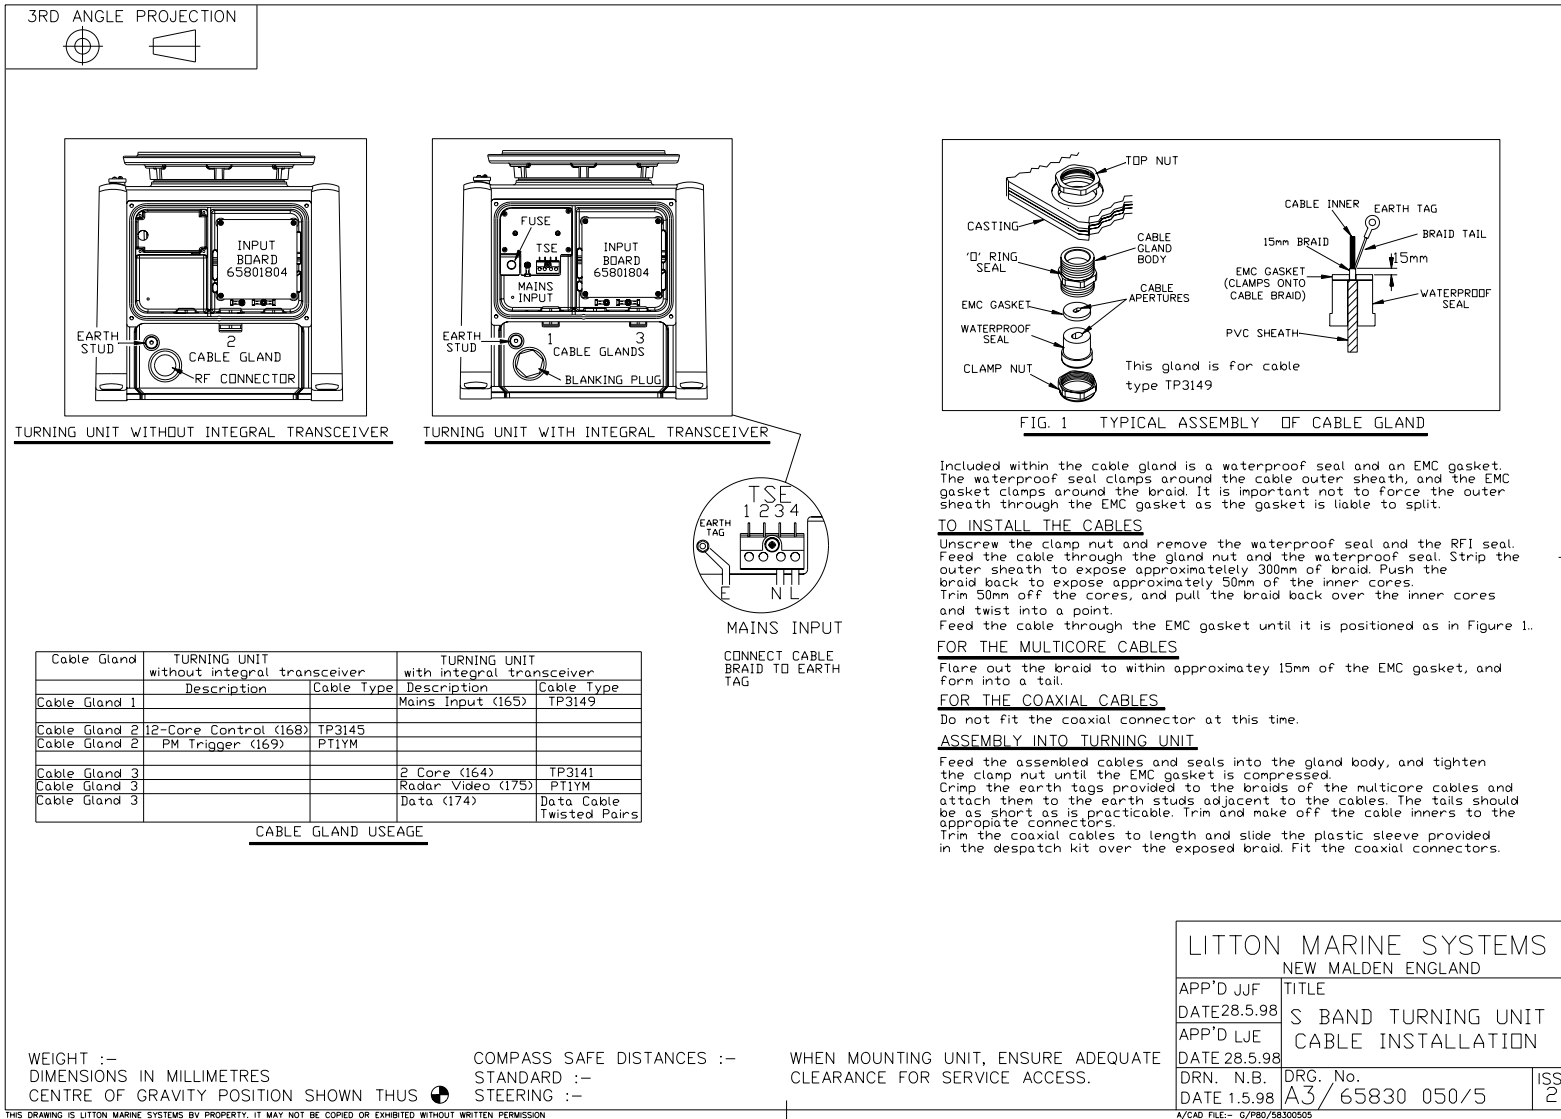 3RD ANGLE PROJECTION
INPUT
BOARD
65801804
EARTH
STUD
2
CABLE GLAND
RF CONNECTOR
TURNING UNIT WITHOUT INTEGRAL TRANSCEIVER
FUSE
TSE
MAINS
INPUT
INPUT
BOARD
65801804
EARTH
STUD
1
3
CABLE GLANDS
BLANKING PLUG
TURNING UNIT WITH INTEGRAL TRANSCEIVER
TSE
1 2 3 4
EARTH
TAG
E
N L
MAINS INPUT
CONNECT CABLE
BRAID TO EARTH
TAG
TOP NUT
CASTING
'O' RING
SEAL
CABLE
GLAND
BODY
EMC GASKET
CABLE
APERTURES
WATERPROOF
SEAL
CLAMP NUT
This gland is for cable
type TP3149
CABLE INNER
EARTH TAG
BRAID TAIL
15mm BRAID
15mm
EMC GASKET
(CLAMPS ONTO
CABLE BRAID)
WATERPROOF
SEAL
PVC SHEATH
FIG. 1 TYPICAL ASSEMBLY OF CABLE GLAND
Included within the cable gland is a waterproof seal and an EMC gasket.
The waterproof seal clamps around the cable outer sheath, and the EMC
gasket clamps around the braid. It is important not to force the outer
sheath through the EMC gasket as the gasket is liable to split.
TO INSTALL THE CABLES
Unscrew the clamp nut and remove the waterproof seal and the RFI seal.
Feed the cable through the gland nut and the waterproof seal. Strip the
outer sheath to expose approximatelely 300mm of braid. Push the
braid back to expose approximately 50mm of the inner cores.
Trim 50mm off the cores, and pull the braid back over the inner cores
and twist into a point.
Feed the cable through the EMC gasket until it is positioned as in Figure 1..
FOR THE MULTICORE CABLES
Flare out the braid to within approximatey 15mm of the EMC gasket, and
form into a tail.
FOR THE COAXIAL CABLES
Do not fit the coaxial connector at this time.
ASSEMBLY INTO TURNING UNIT
Feed the assembled cables and seals into the gland body, and tighten
the clamp nut until the EMC gasket is compressed.
Crimp the earth tags provided to the braids of the multicore cables and
attach them to the earth studs adjacent to the cables. The tails should
be as short as is practicable. Trim and make off the cable inners to the
appropiate connectors.
Trim the coaxial cables to length and slide the plastic sleeve provided
in the despatch kit over the exposed braid. Fit the coaxial connectors.
Cable Gland TURNING UNIT TURNING UNIT
without integral transceiver with integral transceiver
Description Cable Type Description Cable Type
Cable Gland 1 Mains Input (165) TP3149
Cable Gland 2 12-Core Control (168) TP3145
Cable Gland 2 PM Trigger (169) PT1YM
Cable Gland 3 2 Core (164) TP3141
Cable Gland 3 Radar Video (175) PT1YM
Cable Gland 3 Data (174) Data Cable
Twisted Pairs
CABLE GLAND USEAGE
WEIGHT :–
DIMENSIONS IN MILLIMETRES
CENTRE OF GRAVITY POSITION SHOWN THUS
COMPASS SAFE DISTANCES :–
STANDARD :–
STEERING :–
WHEN MOUNTING UNIT, ENSURE ADEQUATE
CLEARANCE FOR SERVICE ACCESS.
LITTON MARINE SYSTEMS
NEW MALDEN ENGLAND
APP'D JJF
DATE 28.5.98
APP'D LJE
DATE 28.5.98
DRN. N.B.
DATE 1.5.98
TITLE
S BAND TURNING UNIT
CABLE INSTALLATION
DRG. No.
A3/ 65830 050/5
ISS
2
THIS DRAWING IS LITTON MARINE SYSTEMS BV PROPERTY. IT MAY NOT BE COPIED OR EXHIBITED WITHOUT WRITTEN PERMISSION
A/CAD FILE:- G/P80/58300505